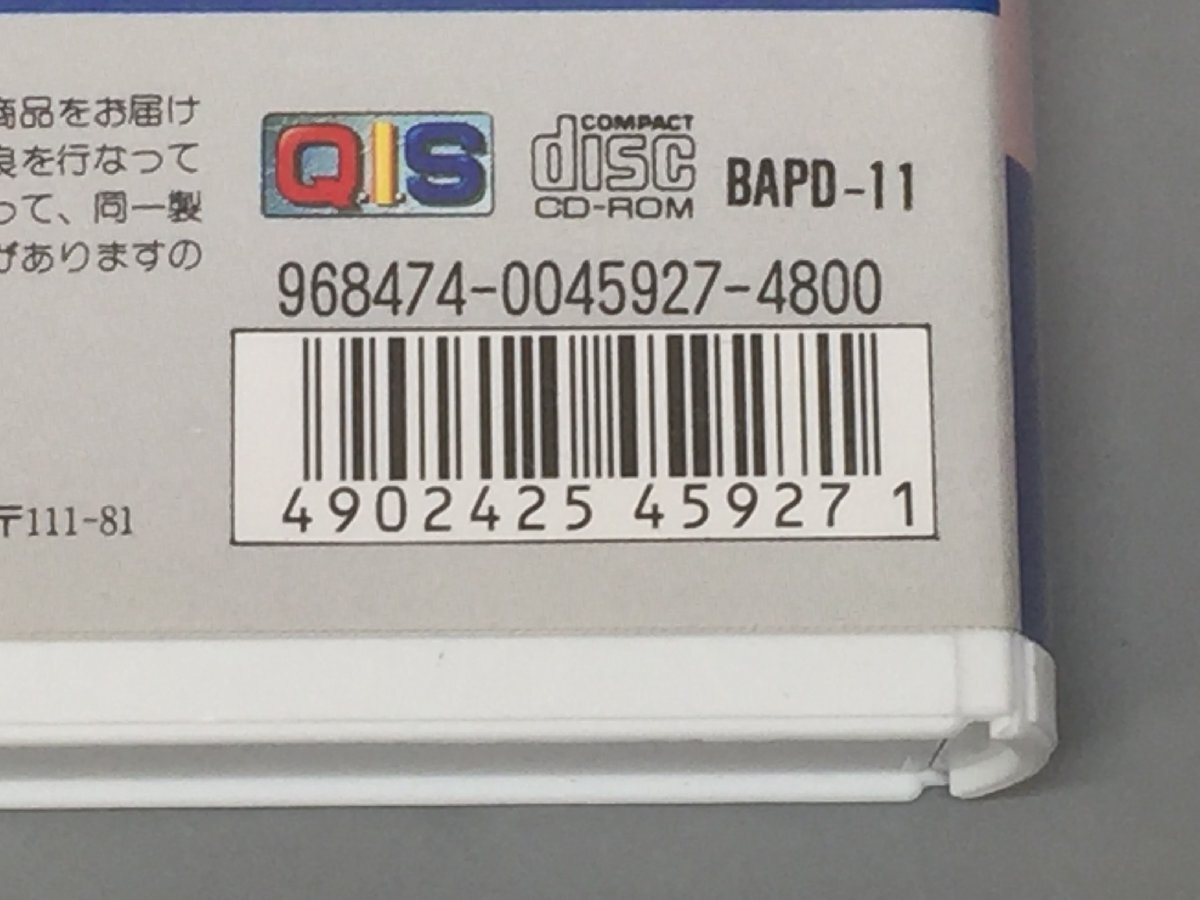 商品をお届け
良を行なって
って、同一製
がありますの
〒111-81
Q.I.S
COMPACT
disc
CD-ROM
BAPD-11
968474-0045927-4800
4902425 45927 1